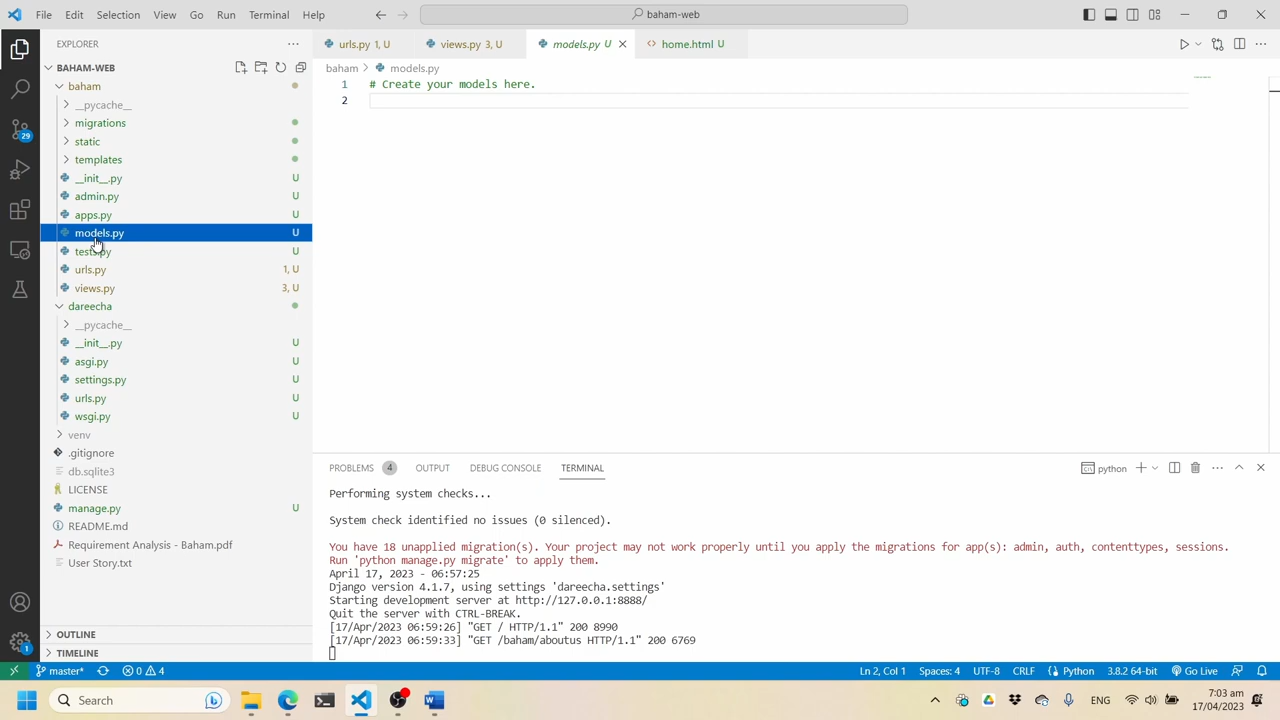 File Edit Selection View Go Run Terminal Help
baham-web
EXPLORER
BAHAM-WEB
baham
__pycache__
migrations
static
templates
__init__.py U
admin.py U
apps.py U
models.py U
tests.py U
urls.py 1, U
views.py 3, U
dareecha
__pycache__
__init__.py U
asgi.py U
settings.py U
urls.py U
wsgi.py U
venv
.gitignore
db.sqlite3
LICENSE
manage.py U
README.md
Requirement Analysis - Baham.pdf
User Story.txt
OUTLINE
TIMELINE
29
1
urls.py 1, U
views.py 3, U
models.py U
home.html U
baham > models.py
1 # Create your models here.
2
PROBLEMS 4 OUTPUT DEBUG CONSOLE TERMINAL
python
Performing system checks...
System check identified no issues (0 silenced).
You have 18 unapplied migration(s). Your project may not work properly until you apply the migrations for app(s): admin, auth, contenttypes, sessions.
Run 'python manage.py migrate' to apply them.
April 17, 2023 - 06:57:25
Django version 4.1.7, using settings 'dareecha.settings'
Starting development server at http://127.0.0.1:8888/
Quit the server with CTRL-BREAK.
[17/Apr/2023 06:59:26] "GET / HTTP/1.1" 200 8990
[17/Apr/2023 06:59:33] "GET /baham/aboutus HTTP/1.1" 200 6769
master* 0 4
Ln 2, Col 1 Spaces: 4 UTF-8 CRLF Python 3.8.2 64-bit Go Live
Search
ENG
7:03 am
17/04/2023